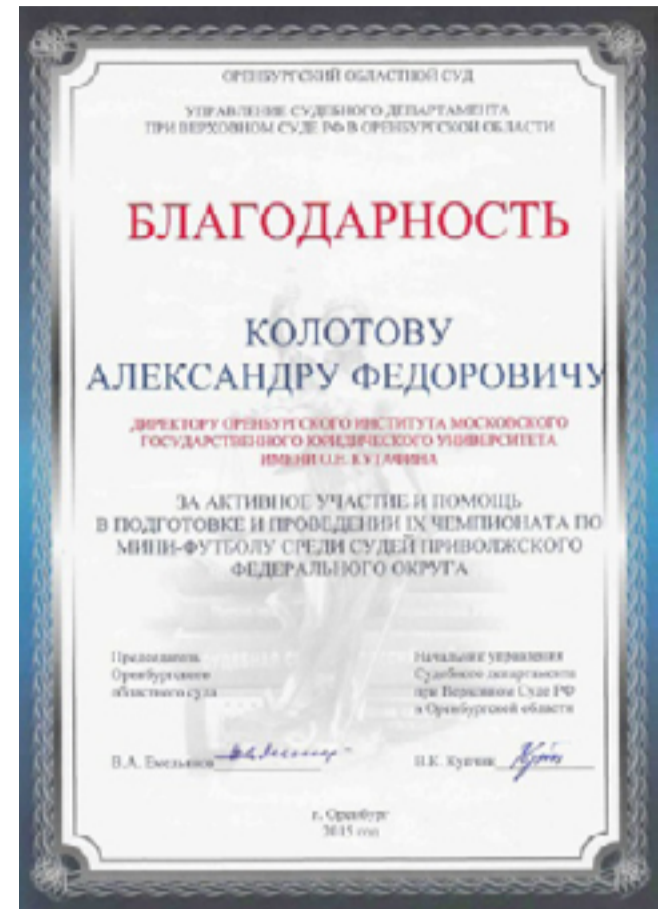 ОРЕНБУРГСКИЙ ОБЛАСТНОЙ СУД
УПРАВЛЕНИЕ СУДЕБНОГО ДЕПАРТАМЕНТА
ПРИ ВЕРХОВНОМ СУДЕ РФ В ОРЕНБУРГСКОЙ ОБЛАСТИ
БЛАГОДАРНОСТЬ
КОЛОТОВУ
АЛЕКСАНДРУ ФЕДОРОВИЧУ
ДИРЕКТОРУ ОРЕНБУРГСКОГО ИНСТИТУТА МОСКОВСКОГО
ГОСУДАРСТВЕННОГО ЮРИДИЧЕСКОГО УНИВЕРСИТЕТА
ИМЕНИ О.Е. КУТАФИНА
ЗА АКТИВНОЕ УЧАСТИЕ И ПОМОЩЬ
В ПОДГОТОВКЕ И ПРОВЕДЕНИИ IX ЧЕМПИОНАТА ПО
МИНИ-ФУТБОЛУ СРЕДИ СУДЕЙ ПРИВОЛЖСКОГО
ФЕДЕРАЛЬНОГО ОКРУГА
Председатель
Оренбургского
областного суда
В.А. Емельянов
Начальник управления
Судебного департамента
при Верховном Суде РФ
в Оренбургской области
Купчик
г. Оренбург
2015 год